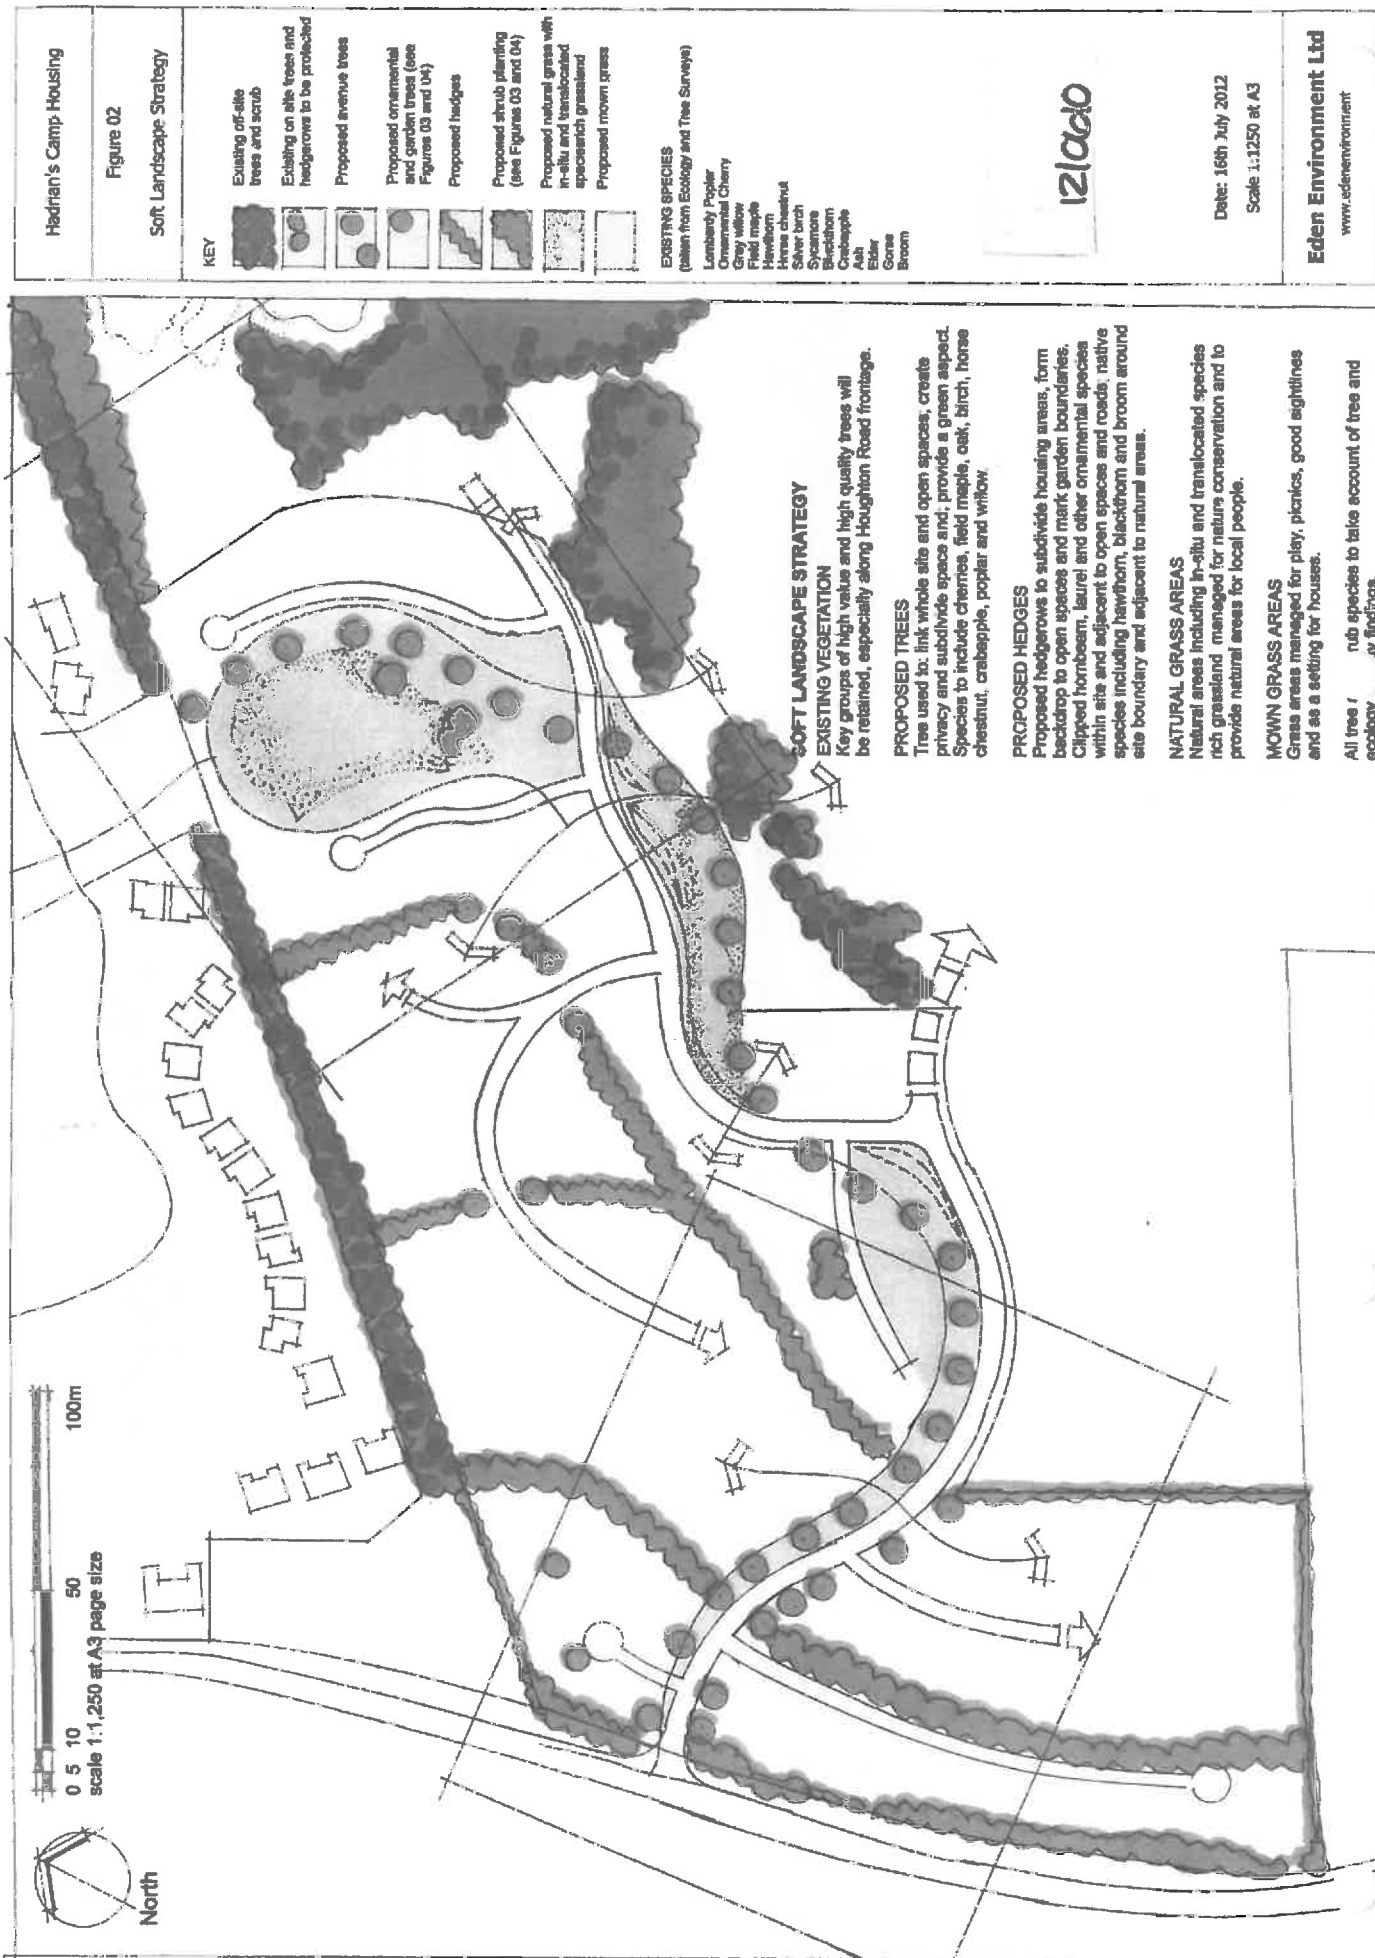 Hadrian's Camp Housing
Figure 02
Soft Landscape Strategy
KEY
Existing off-site
trees and scrub
Existing on site trees and
hedgerows to be protected
Proposed avenue trees
Proposed ornamental
and garden trees (see
Figures 03 and 04)
Proposed hedges
Proposed shrub planting
(see Figures 03 and 04)
Proposed natural grass with
in-situ and translocated
speciesrich grassland
Proposed mown grass
EXISTING SPECIES
(taken from Ecology and Tree Surveys)
Lombardy Popler
Ornamental Cherry
Grey willow
Field maple
Hawthorn
Horse chestnut
Silver birch
Sycamore
Blackthorn
Crabapple
Ash
Elder
Gorse
Broom
Date: 16th July 2012
Scale 1:1250 at A3
Eden Environment Ltd
www.edenenvironment
SOFT LANDSCAPE STRATEGY
EXISTING VEGETATION
Key groups of high value and high quality trees will
be retained, especially along Houghton Road frontage.
PROPOSED TREES
Tree used to: link whole site and open spaces; create
privacy and subdivide space and; provide a green aspect.
Species to include cherries, field maple, oak, birch, horse
chestnut, crabapple, poplar and willow.
PROPOSED HEDGES
Proposed hedgerows to subdivide housing areas, form
backdrop to open spaces and mark garden boundaries.
Clipped hornbeam, laurel and other ornamental species
within site and adjacent to open spaces and roads; native
species including hawthorn, blackthorn and broom around
site boundary and adjacent to natural areas.
NATURAL GRASS AREAS
Natural areas including in-situ and translocated species
rich grassland managed for nature conservation and to
provide natural areas for local people.
MOWN GRASS AREAS
Grass areas managed for play, picnics, good sightlines
and as a setting for houses.
All tree / rub species to take account of tree and
ecology findings.
0 5 10 50 100m
scale 1:1,250 at A3 page size
North